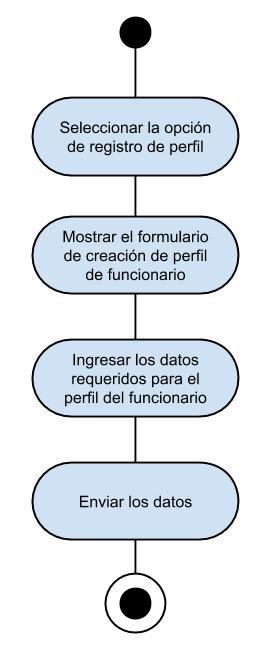 Seleccionar la opción
de registro de perfil
Mostrar el formulario
de creación de perfil
de funcionario
Ingresar los datos
requeridos para el
perfil del funcionario
Enviar los datos